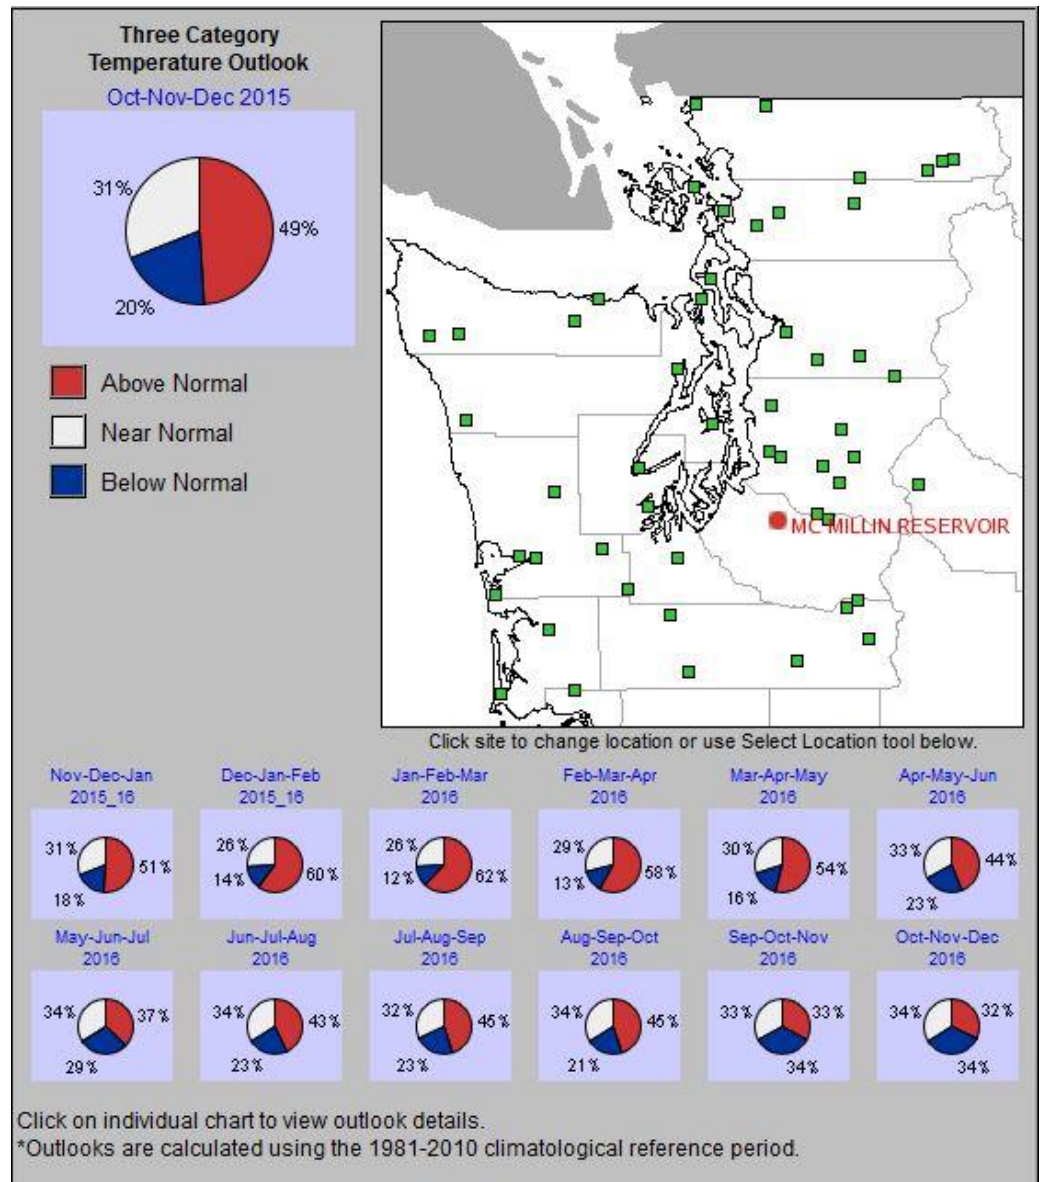 Three Category
Temperature Outlook
Oct-Nov-Dec 2015
31%
49%
20%
Above Normal
Near Normal
Below Normal
MC MILLIN RESERVOIR
Click site to change location or use Select Location tool below.
Nov-Dec-Jan
2015_16
31%
51%
18%
Dec-Jan-Feb
2015_16
26%
60%
14%
Jan-Feb-Mar
2016
26%
62%
12%
Feb-Mar-Apr
2016
29%
58%
13%
Mar-Apr-May
2016
30%
54%
16%
Apr-May-Jun
2016
33%
44%
23%
May-Jun-Jul
2016
34%
37%
29%
Jun-Jul-Aug
2016
34%
43%
23%
Jul-Aug-Sep
2016
32%
45%
23%
Aug-Sep-Oct
2016
34%
45%
21%
Sep-Oct-Nov
2016
33%
33%
34%
Oct-Nov-Dec
2016
34%
32%
34%
Click on individual chart to view outlook details.
*Outlooks are calculated using the 1981-2010 climatological reference period.